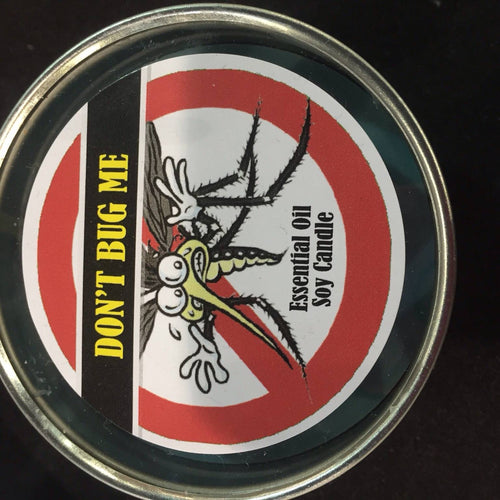 DON'T BUG ME
Essential Oil
Soy Candle